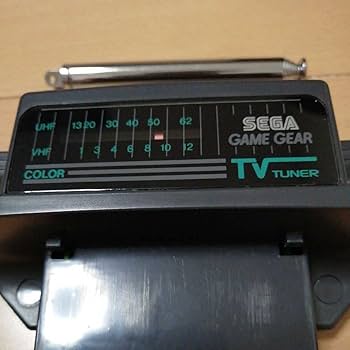 UHF 13 20 30 40 50 62
VHF 1 3 4 6 8 10 12
COLOR
SEGA
GAME GEAR
TV TUNER